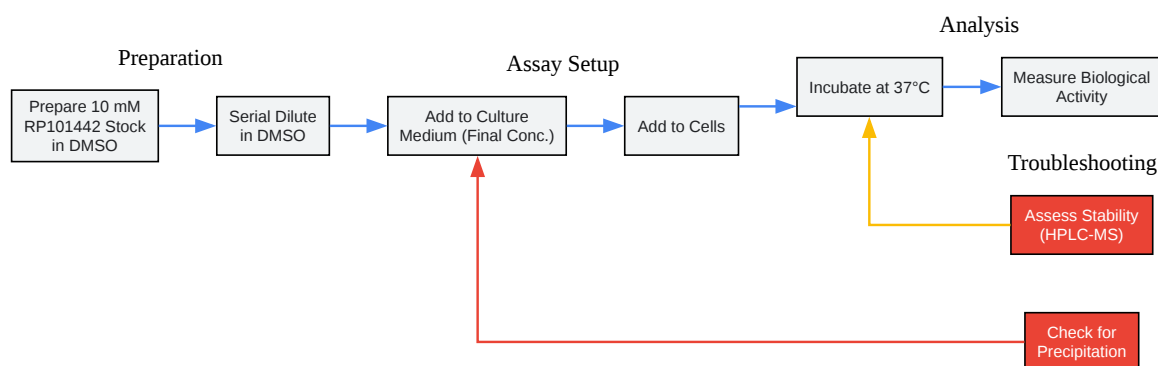 Preparation
Prepare 10 mM
RP101442 Stock
in DMSO
Serial Dilute
in DMSO
Assay Setup
Add to Culture
Medium (Final Conc.)
Add to Cells
Analysis
Incubate at 37°C
Measure Biological
Activity
Troubleshooting
Assess Stability
(HPLC-MS)
Check for
Precipitation